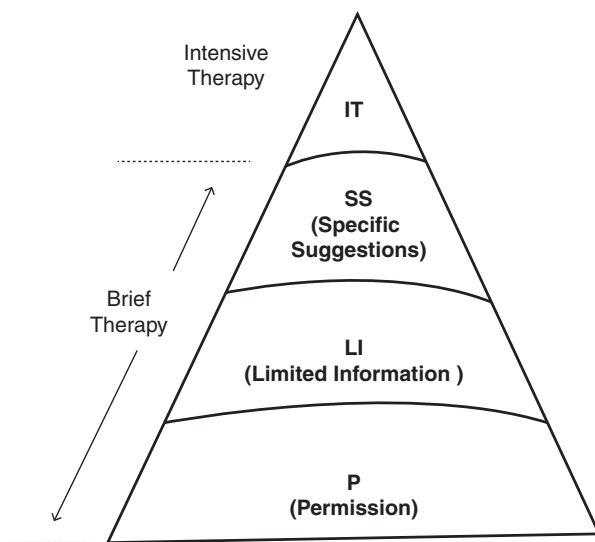 Intensive
Therapy
IT
SS
(Specific
Suggestions)
Brief
Therapy
LI
(Limited Information )
P
(Permission)